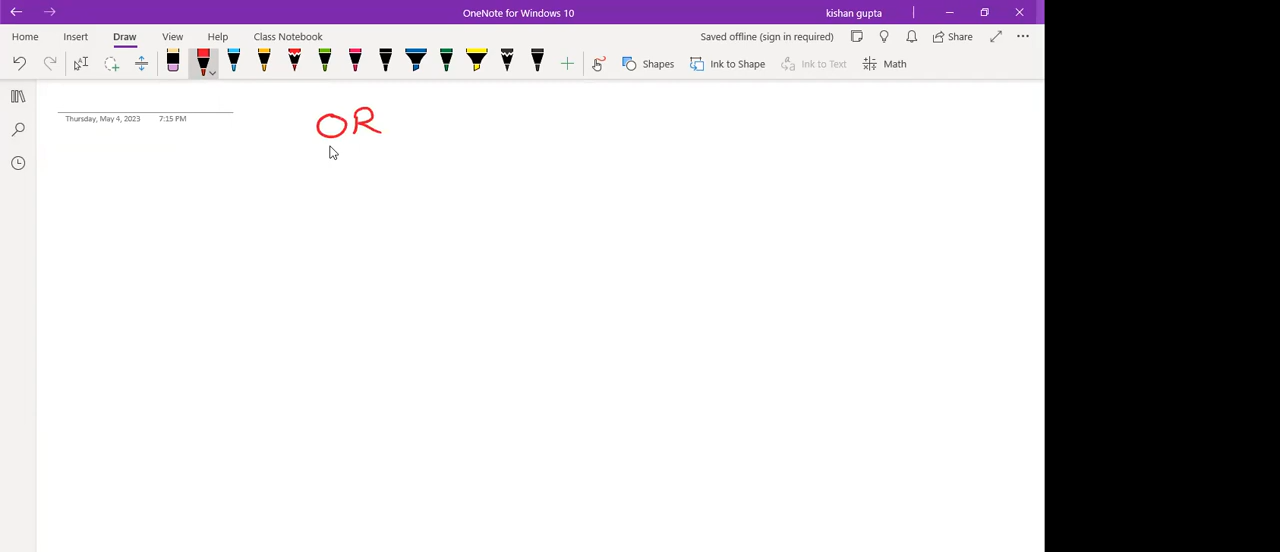 OneNote for Windows 10
kishan gupta
Home Insert Draw View Help Class Notebook
Saved offline (sign in required)
Share
Shapes Ink to Shape Ink to Text Math
Thursday, May 4, 2023 7:15 PM
OR